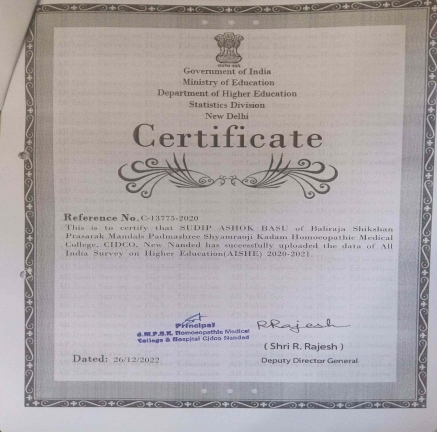 Government of India
Ministry of Education
Department of Higher Education
Statistics Division
New Delhi
Certificate
Reference No. C-13775-2020
This is to certify that SUDIP ASHOK BASU of Baliraja Shikshan
Prasarak Mandals Padmashree Shyamraoji Kadam Homoeopathic Medical
College, CIDCO, New Nanded has successfully uploaded the data of All
India Survey on Higher Education(AISHE) 2020-2021.
Principal
Homoeopathic Medical
College & Hospital Cidco Nanded
RRajesh
( Shri R. Rajesh )
Deputy Director General
Dated: 26/12/2022